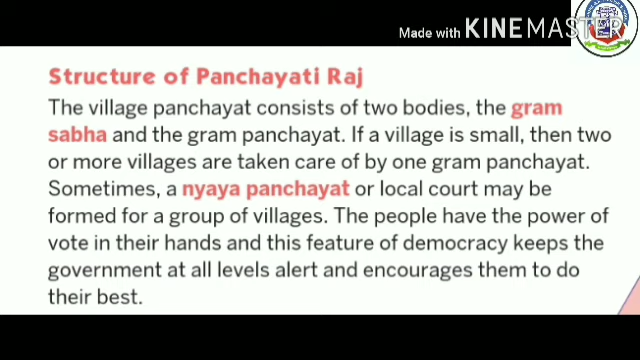 Made with KINEMASTER
Structure of Panchayati Raj
The village panchayat consists of two bodies, the gram
sabha and the gram panchayat. If a village is small, then two
or more villages are taken care of by one gram panchayat.
Sometimes, a nyaya panchayat or local court may be
formed for a group of villages. The people have the power of
vote in their hands and this feature of democracy keeps the
government at all levels alert and encourages them to do
their best.